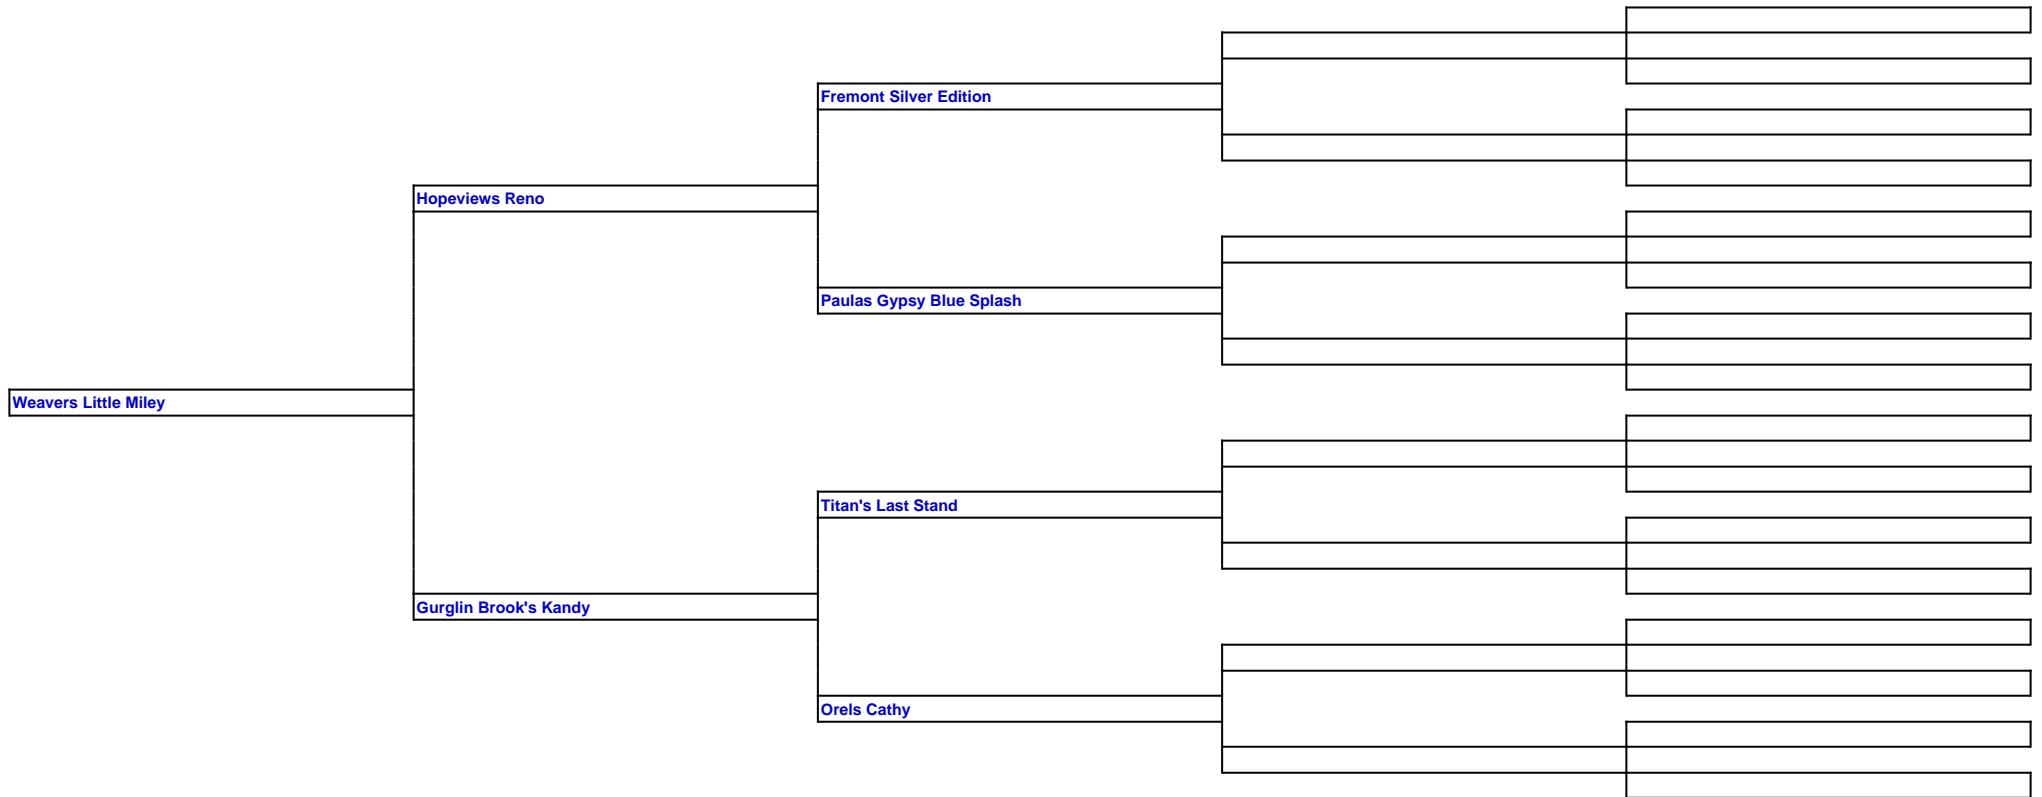 Fremont Silver Edition
Hopeviews Reno
Paulas Gypsy Blue Splash
Weavers Little Miley
Titan's Last Stand
Gurglin Brook's Kandy
Orels Cathy